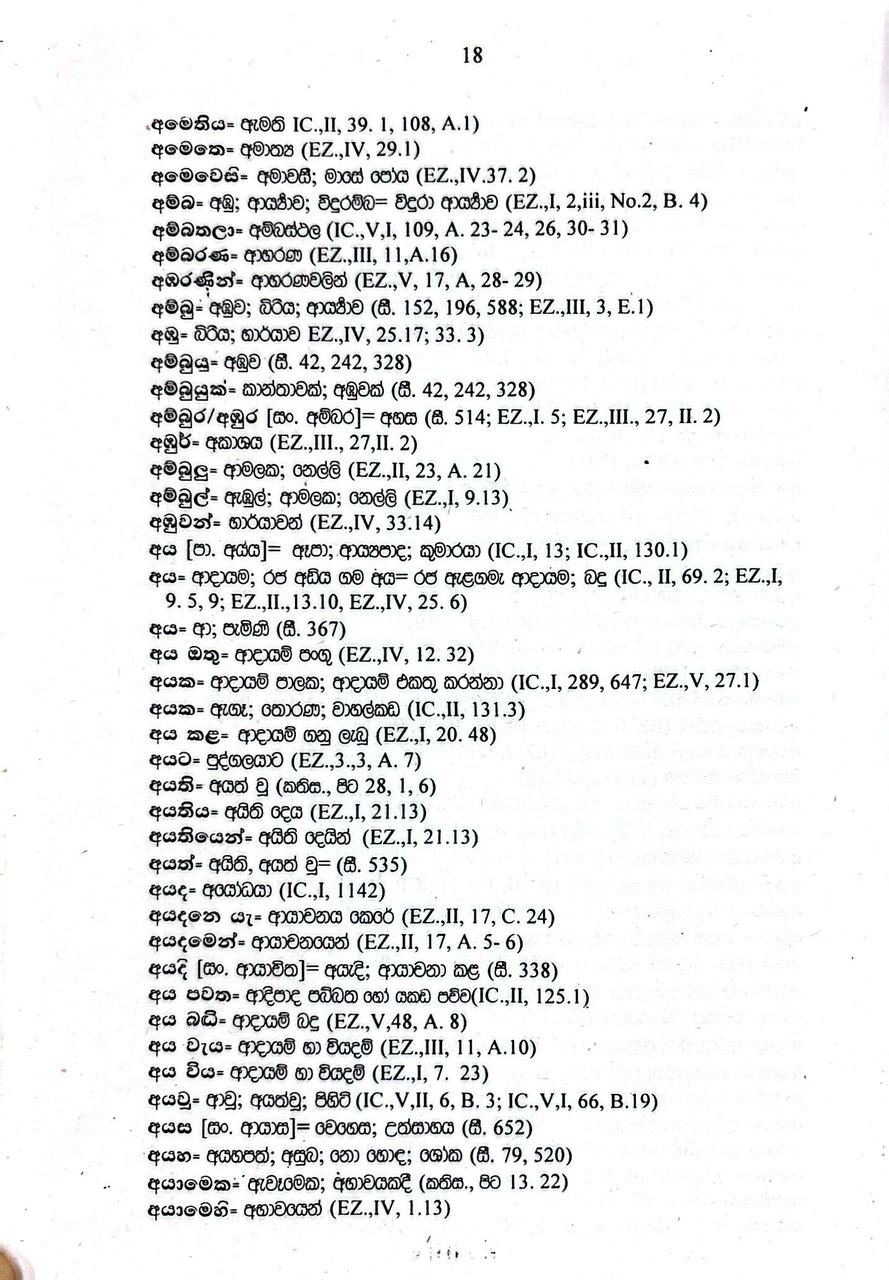 18
අමෙතිය= ඇමති IC.,II, 39. 1, 108, A.1)
අමෙතෙ= අමාත්‍ය (EZ.,IV, 29.1)
අමෙවෙසි= අමාවසී; මාසේ පෝය (EZ.,IV.37. 2)
අම්බ= අඹු; ආර්‍ය්‍යාව; විදුරම්බ= විදුරා ආර්‍ය්‍යාව (EZ.,I, 2,iii, No.2, B. 4)
අම්බතලා= අම්බස්ථල (IC.,V,I, 109, A. 23- 24, 26, 30- 31)
අම්බරණ= ආභරණ (EZ.,III, 11,A.16)
අඹරණින්= ආභරණවලින් (EZ.,V, 17, A, 28- 29)
අම්බු= අඹුව; බිරිය; ආර්‍ය්‍යාව (සී. 152, 196, 588; EZ.,III, 3, E.1)
අඹු= බිරිය; භාර්යාව EZ.,IV, 25.17; 33. 3)
අම්බුයු= අඹුව (සී. 42, 242, 328)
අම්බුයුක්= කාන්තාවක්; අඹුවක් (සී. 42, 242, 328)
අම්බුර/අඹුර [සං. අම්බර]= අහස (සී. 514; EZ.,I. 5; EZ.,III., 27, II. 2)
අඹුර්= අකාශය (EZ.,III., 27,II. 2)
අම්බුලු= ආමලක; නෙල්ලි (EZ.,II, 23, A. 21)
අම්බුල්= ඇඹුල්; ආමලක; නෙල්ලි (EZ.,I, 9.13)
අඹුවන්= භාර්යාවන් (EZ.,IV, 33.14)
අය [පා. අය්ය]= ඇපා; ආර්‍ය්‍යපාද; කුමාරයා (IC.,I, 13; IC.,II, 130.1)
අය= ආදායම; රජ අඩිය ගම අය= රජ ඇළගමැ ආදායම; බදු (IC., II, 69. 2; EZ.,I,
9. 5, 9; EZ.,II.,13.10, EZ.,IV, 25. 6)
අය= ආ; පැමිණි (සී. 367)
අය ඔතු= ආදායම් පංගු (EZ.,IV, 12. 32)
අයක= ආදායම් පාලක; ආදායම් එකතු කරන්නා (IC.,I, 289, 647; EZ.,V, 27.1)
අයක= ඇගෑ; තොරණ; වාහල්කඩ (IC.,II, 131.3)
අය කළ= ආදායම් ගනු ලැබූ (EZ.,I, 20. 48)
අයට= පුද්ගලයාට (EZ.,3.,3, A. 7)
අයති= අයත් වූ (කතිස., පිට 28, 1, 6)
අයතිය= අයිති දෙය (EZ.,I, 21.13)
අයතියෙන්= අයිති දෙයින් (EZ.,I, 21.13)
අයත්= අයිති, අයත් වූ= (සී. 535)
අයද= අයෝධයා (IC.,I, 1142)
අයදනෙ යැ= ආයාචනය කෙරේ (EZ.,II, 17, C. 24)
අයදමෙන්= ආයාචනයෙන් (EZ.,II, 17, A. 5- 6)
අයදි [සං. ආයාචිත]= අයැදි; ආයාචනා කළ (සී. 338)
අය පවත= ආදිපාද පබ්බත හෝ යකඩ පව්ව(IC.,II, 125.1)
අය බඩි= ආදායම් බදු (EZ.,V,48, A. 8)
අය වැය= ආදායම් හා වියදම් (EZ.,III, 11, A.10)
අය විය= ආදායම් හා වියදම් (EZ.,I, 7. 23)
අයවූ= ආවූ; අයත්වූ; පිහිටි (IC.,V,II, 6, B. 3; IC.,V,I, 66, B.19)
අයස [සං. ආයාස]= වෙහෙස; උත්සාහය (සී. 652)
අයහ= අයහපත්; අසුබ; නො හොඳ; ශෝක (සී. 79, 520)
අයාමෙක= ඇවෑමෙක; අභාවයකදී (කතිස., පිට 13. 22)
අයාමෙහි= අභාවයෙන් (EZ.,IV, 1.13)